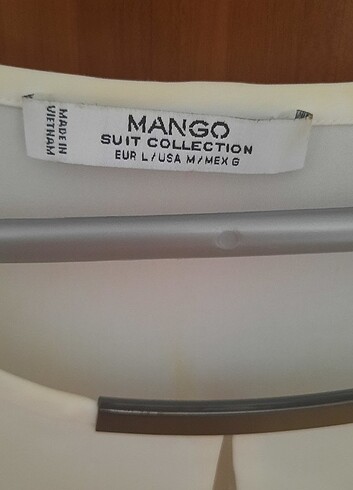 MADE IN
VIETNAM
MANGO
SUIT COLLECTION
EUR L/USA M/MEX G